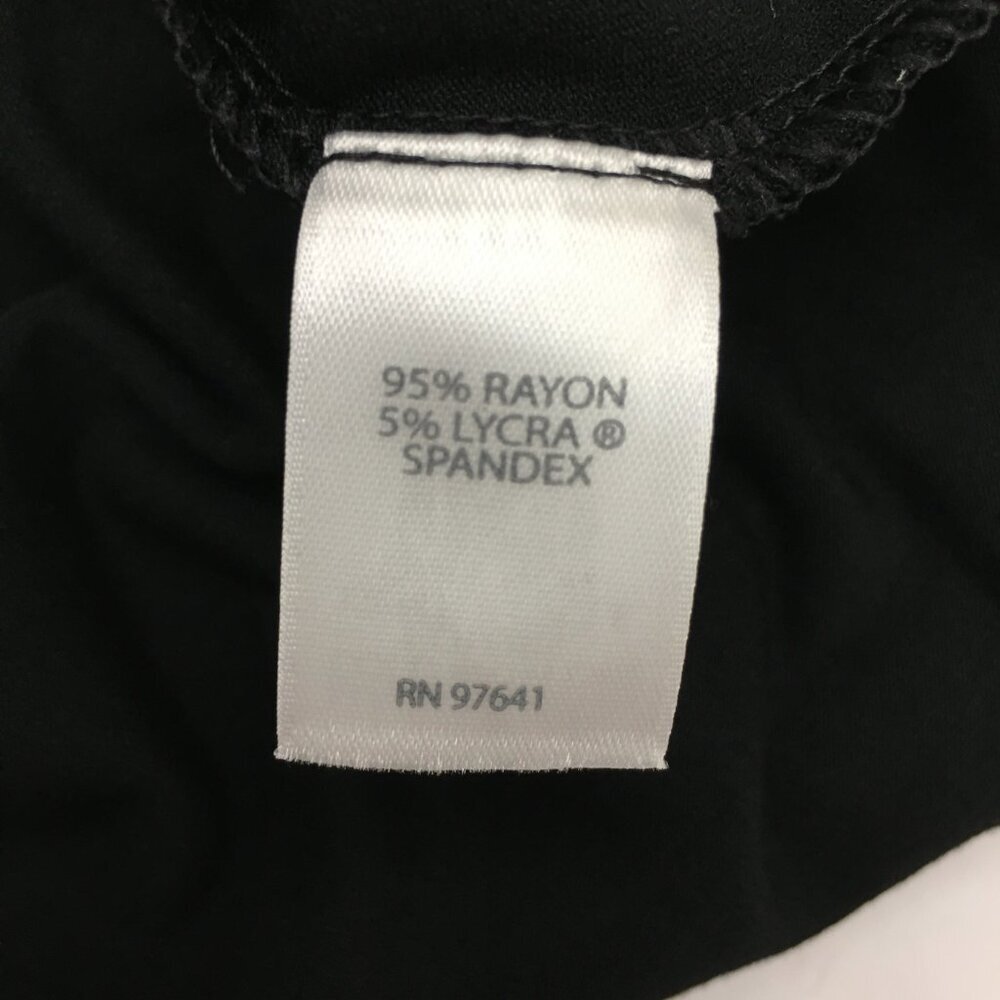 95% RAYON
5% LYCRA ®
SPANDEX
RN 97641